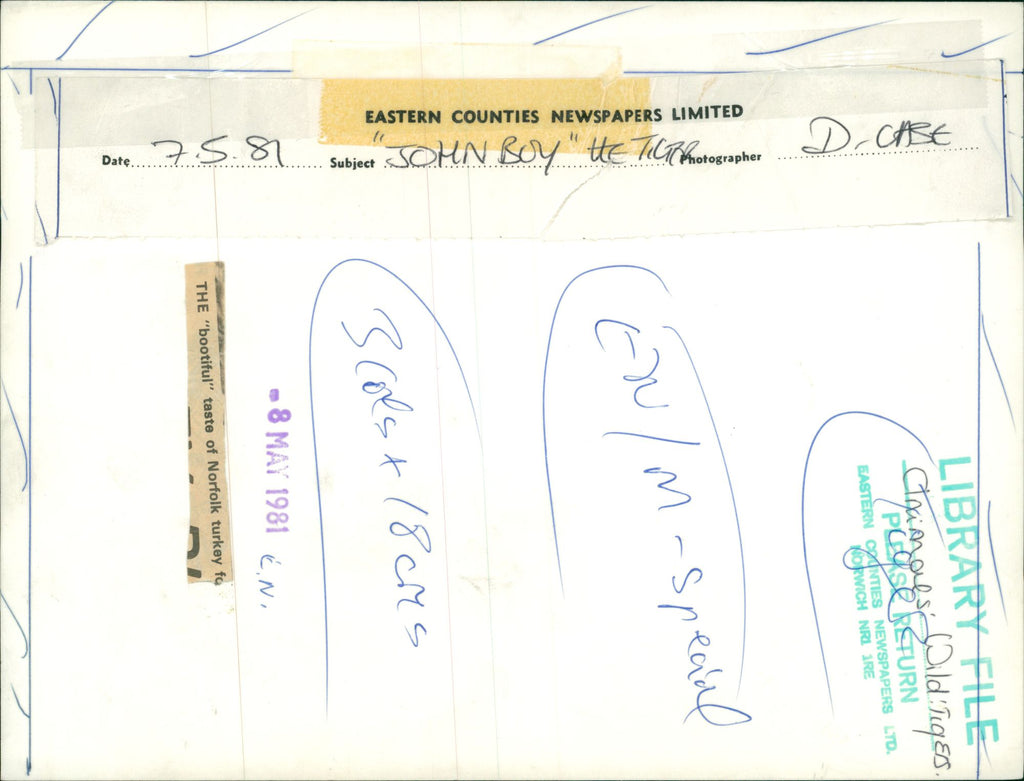 EASTERN COUNTIES NEWSPAPERS LIMITED
Date 7.5.81 Subject "JOHN BOY" THE TIGER Photographer D. CASE
THE "bootiful" taste of Norfolk turkey fo
-8 MAY 1981 E.N.
3 cols x 18 cms
EN/M - Special
LIBRARY FILE
Animals: Wild: Tigers
PLEASE RETURN
EASTERN COUNTIES NEWSPAPERS LTD.
NORWICH NR1 1RE